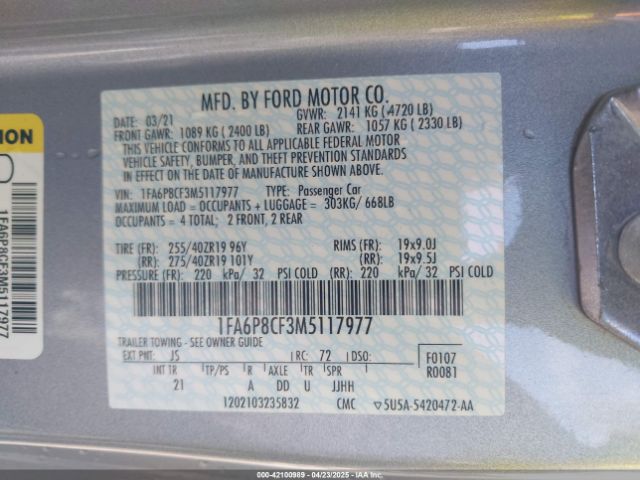 MFD. BY FORD MOTOR CO.
DATE: 03/21 GVWR: 2141 KG ( 4720 LB)
FRONT GAWR: 1089 KG ( 2400 LB) REAR GAWR: 1057 KG ( 2330 LB)
THIS VEHICLE CONFORMS TO ALL APPLICABLE FEDERAL MOTOR
VEHICLE SAFETY, BUMPER, AND THEFT PREVENTION STANDARDS
IN EFFECT ON THE DATE OF MANUFACTURE SHOWN ABOVE.
VIN: 1FA6P8CF3M5117977 TYPE: Passenger Car
MAXIMUM LOAD = OCCUPANTS + LUGGAGE = 303KG/ 668LB
OCCUPANTS = 4 TOTAL; 2 FRONT, 2 REAR
TIRE (FR): 255/40ZR19 96Y RIMS (FR): 19x9.0J
(RR): 275/40ZR19 101Y (RR): 19x9.5J
PRESSURE (FR): 220 kPa/ 32 PSI COLD (RR): 220 kPa/ 32 PSI COLD
1FA6P8CF3M5117977
TRAILER TOWING - SEE OWNER GUIDE
EXT PNT: JS RC: 72 DSO: F0107
INT TR TP/PS R AXLE TR SPR R0081
21 A DD U JJHH
1202103235832 CMC 5U5A-5420472-AA
1FA6P8CF3M5117977
000-42100989 - 04/23/2025 - IAAI.COM